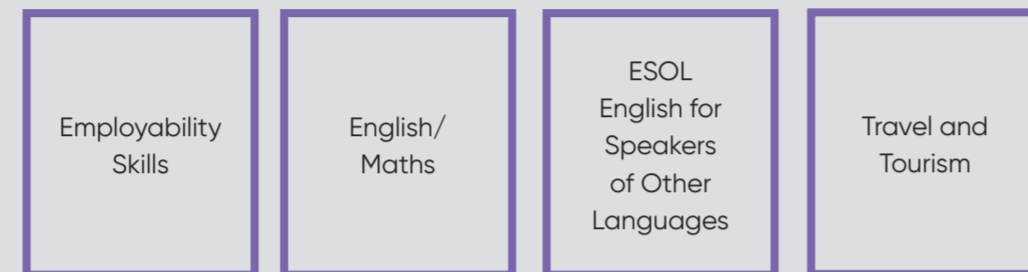 Employability
Skills
English/
Maths
ESOL
English for
Speakers
of Other
Languages
Travel and
Tourism